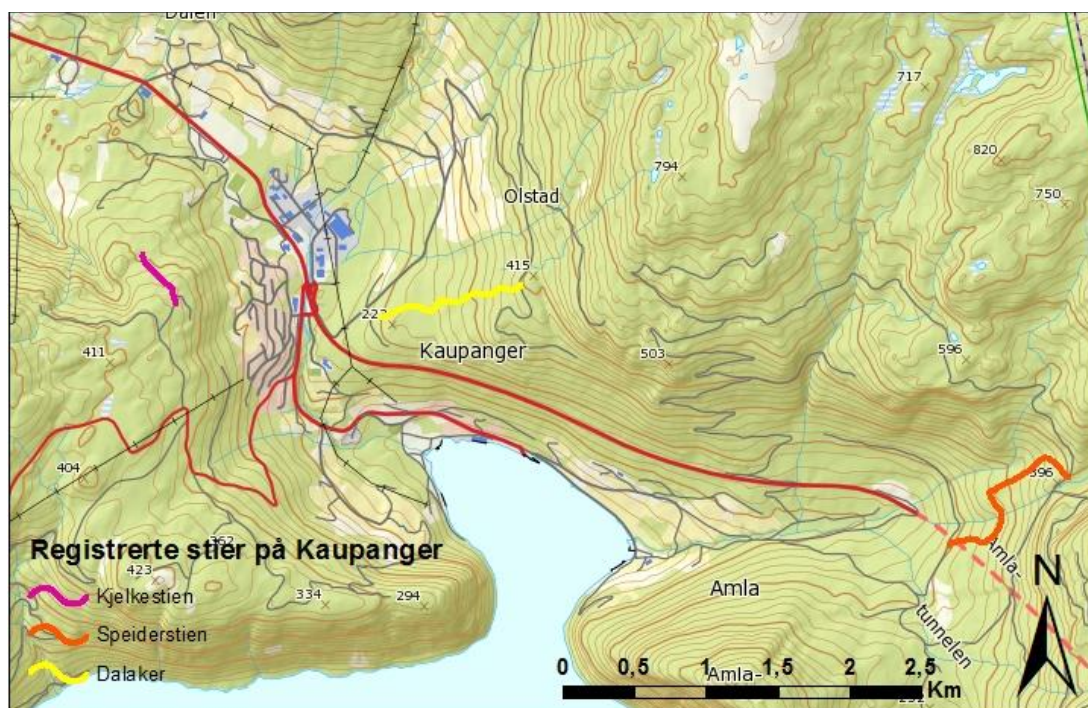 Dalen
717
820
794
750
Olstad
415
222
Kaupanger
503
596
411
404
396
352
Registrerte stier på Kaupanger
423
334
294
Kjelkestien
Speiderstien
Dalaker
Amla
Amla-
tunnelen
Amla-
N
0 0,5 1 1,5 2 2,5
Km